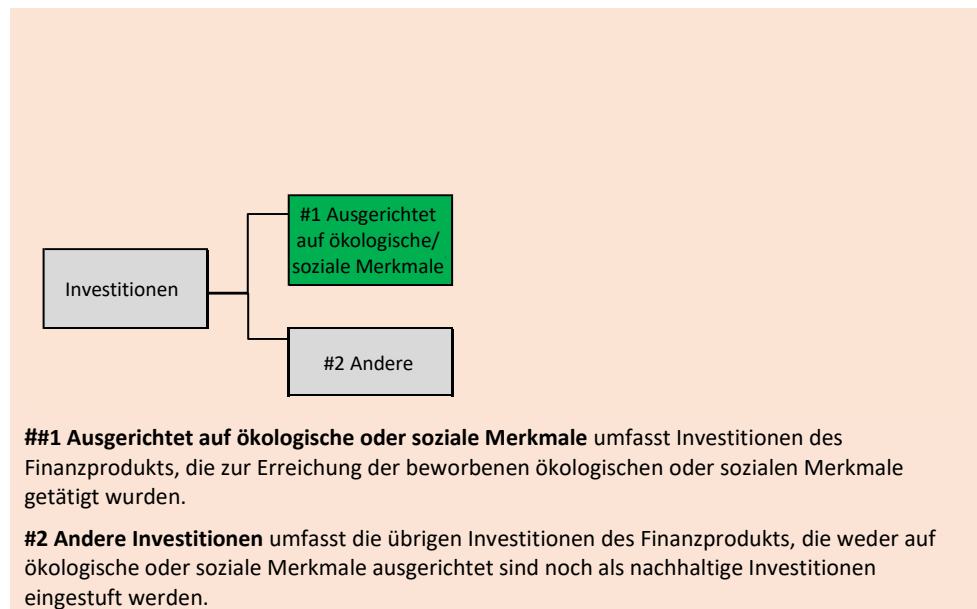 #1 Ausgerichtet
auf ökologische/
soziale Merkmale
Investitionen
#2 Andere
##1 Ausgerichtet auf ökologische oder soziale Merkmale umfasst Investitionen des
Finanzprodukts, die zur Erreichung der beworbenen ökologischen oder sozialen Merkmale
getätigt wurden.
#2 Andere Investitionen umfasst die übrigen Investitionen des Finanzprodukts, die weder auf
ökologische oder soziale Merkmale ausgerichtet sind noch als nachhaltige Investitionen
eingestuft werden.